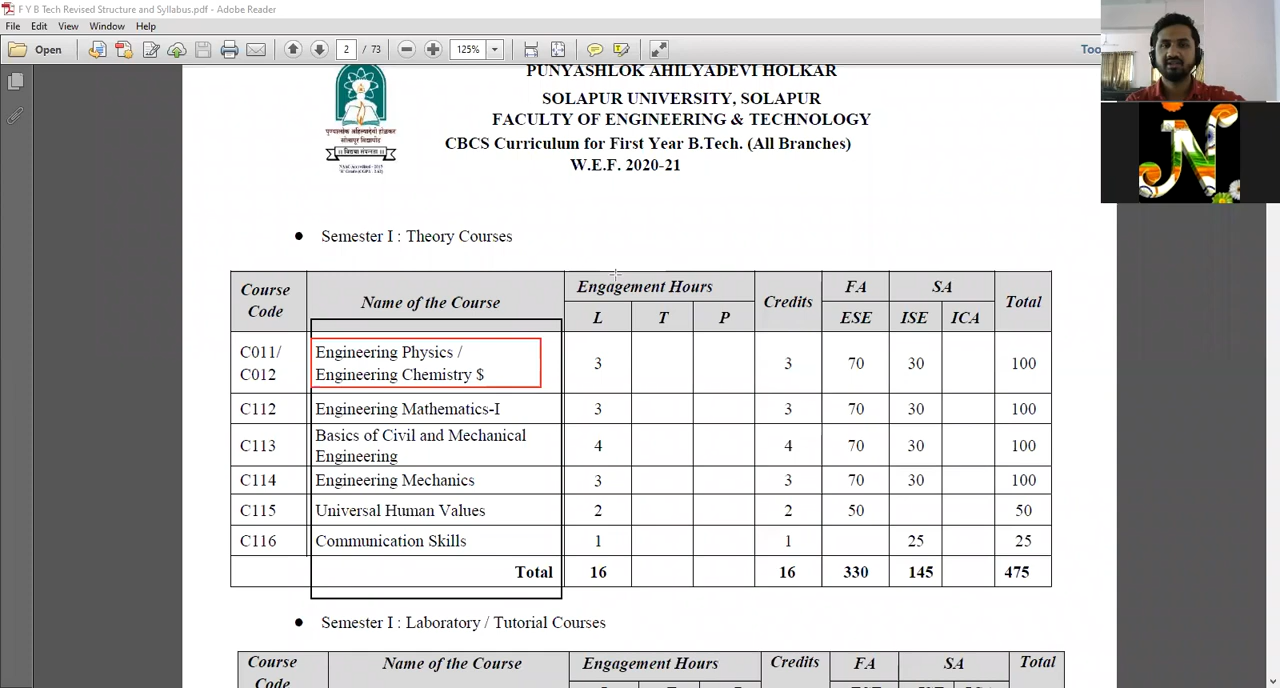 F Y B Tech Revised Structure and Syllabus.pdf - Adobe Reader
File Edit View Window Help
Open 2 / 73 125% Too
PUNYASHLOK AHILYADEVI HOLKAR
SOLAPUR UNIVERSITY, SOLAPUR
FACULTY OF ENGINEERING & TECHNOLOGY
CBCS Curriculum for First Year B.Tech. (All Branches)
W.E.F. 2020-21
पुण्यश्लोक अहिल्यादेवी होळकर
सोलापूर विद्यापीठ
।। विद्यया संपन्नता ।।
N
● Semester I : Theory Courses
Course Code Name of the Course Engagement Hours Credits FA SA Total
L T P ESE ISE ICA
C011/ C012 Engineering Physics / Engineering Chemistry $ 3 3 70 30 100
C112 Engineering Mathematics-I 3 3 70 30 100
C113 Basics of Civil and Mechanical Engineering 4 4 70 30 100
C114 Engineering Mechanics 3 3 70 30 100
C115 Universal Human Values 2 2 50 50
C116 Communication Skills 1 1 25 25
Total 16 16 330 145 475
● Semester I : Laboratory / Tutorial Courses
Course Code Name of the Course Engagement Hours Credits FA SA Total